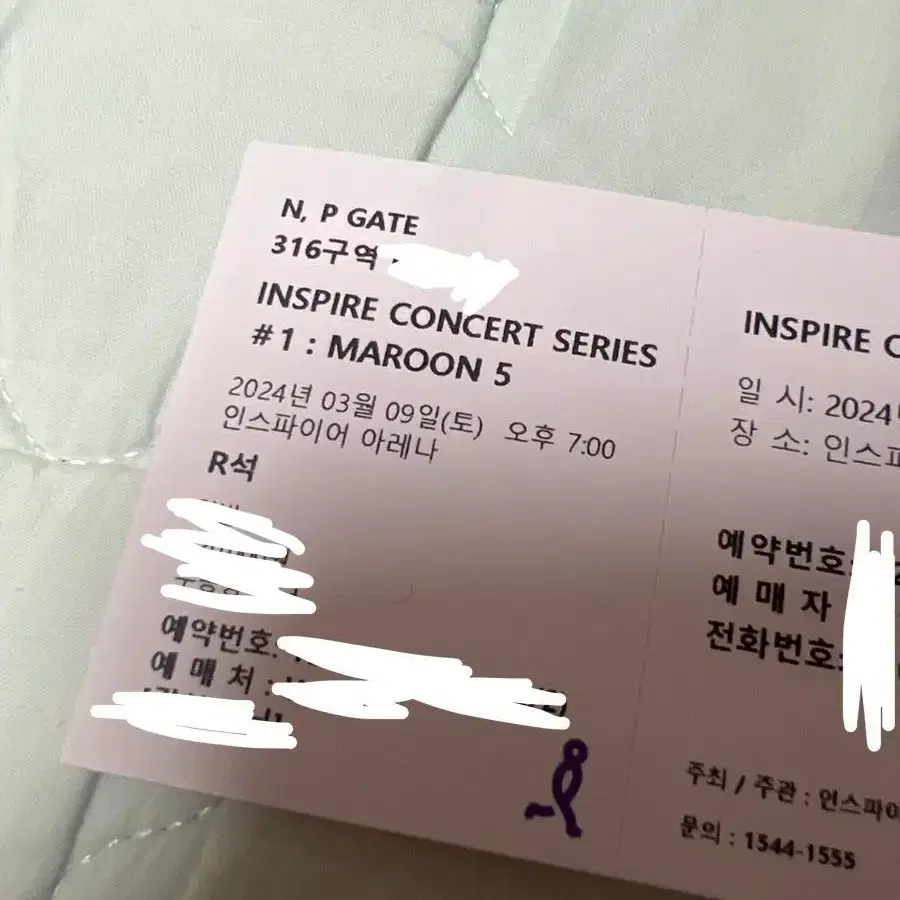 N, P GATE
316구역
INSPIRE CONCERT SERIES
#1 : MAROON 5
2024년 03월 09일(토) 오후 7:00
인스파이어 아레나
R석
예약번호:
예 매 처 :
INSPIRE
일 시: 2024
장 소: 인스파
예약번호:
예 매 자
전화번호:
주최 / 주관 : 인스파이
문의 : 1544-1555